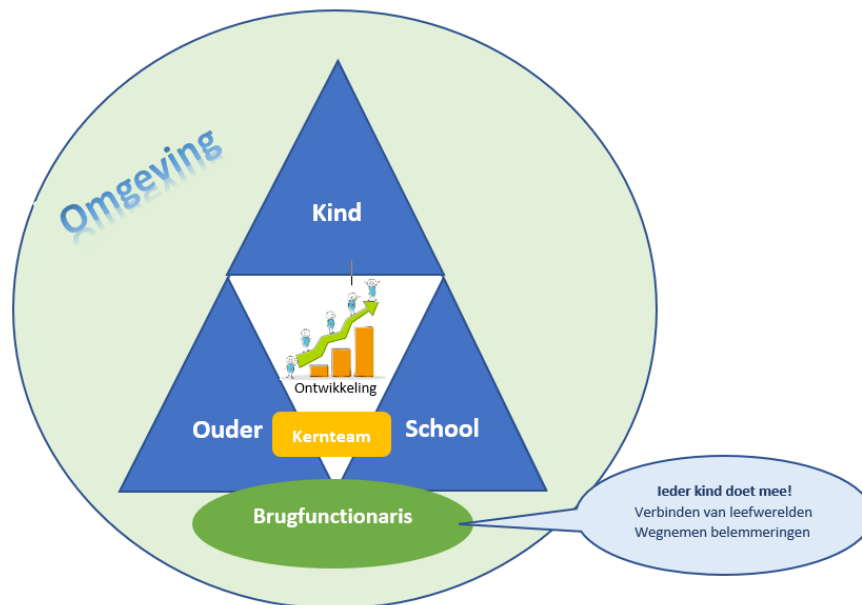 Omgeving
Kind
Ontwikkeling
Ouder
Kernteam
School
Brugfunctionaris
Ieder kind doet mee!
Verbinden van leefwerelden
Wegnemen belemmeringen